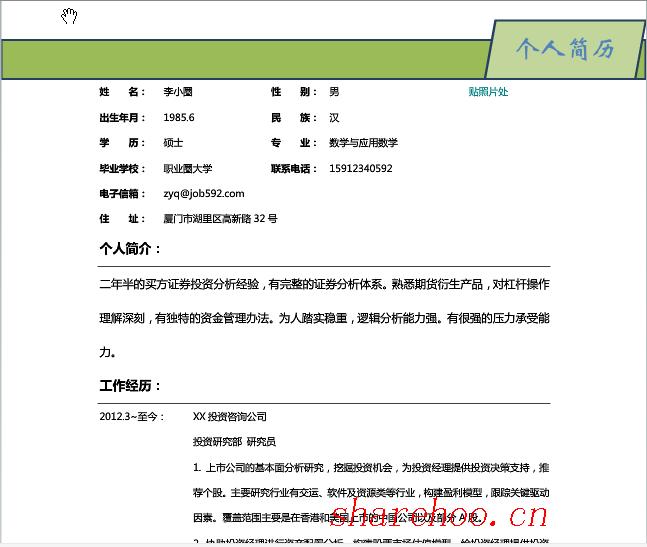 个人简历
姓 名： 李小圈 性 别： 男 贴照片处
出生年月： 1985.6 民 族： 汉
学 历： 硕士 专 业： 数学与应用数学
毕业学校： 职业圈大学 联系电话： 15912340592
电子信箱： zyq@job592.com
住 址： 厦门市湖里区高新路 32 号
个人简介：
二年半的买方证券投资分析经验，有完整的证券分析体系。熟悉期货衍生产品，对杠杆操作
理解深刻，有独特的资金管理办法。为人踏实稳重，逻辑分析能力强。有很强的压力承受能
力。
工作经历：
2012.3~至今： XX 投资咨询公司
投资研究部 研究员
1. 上市公司的基本面分析研究，挖掘投资机会，为投资经理提供投资决策支持，推
荐个股。主要研究行业有交运、软件及资源类等行业，构建盈利模型，跟踪关键驱动
因素。覆盖范围主要是在香港和美国上市的中国公司以及部分 A 股。
sharehoo.cn